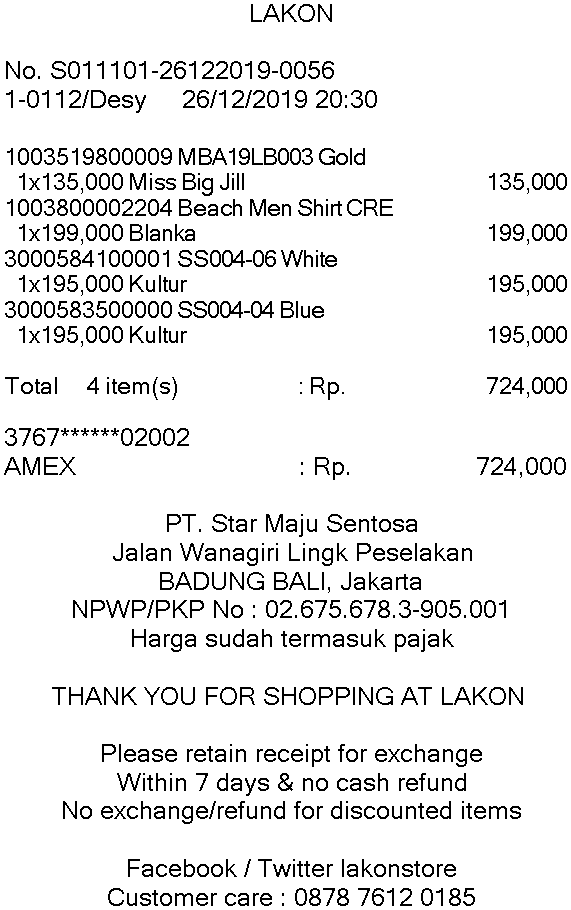 LAKON
No. S011101-26122019-0056
1-0112/Desy 26/12/2019 20:30
1003519800009 MBA19LB003 Gold
1x135,000 Miss Big Jill 135,000
1003800002204 Beach Men Shirt CRE
1x199,000 Blanka 199,000
3000584100001 SS004-06 White
1x195,000 Kultur 195,000
3000583500000 SS004-04 Blue
1x195,000 Kultur 195,000
Total 4 item(s) : Rp. 724,000
3767******02002
AMEX : Rp. 724,000
PT. Star Maju Sentosa
Jalan Wanagiri Lingk Peselakan
BADUNG BALI, Jakarta
NPWP/PKP No : 02.675.678.3-905.001
Harga sudah termasuk pajak
THANK YOU FOR SHOPPING AT LAKON
Please retain receipt for exchange
Within 7 days & no cash refund
No exchange/refund for discounted items
Facebook / Twitter lakonstore
Customer care : 0878 7612 0185